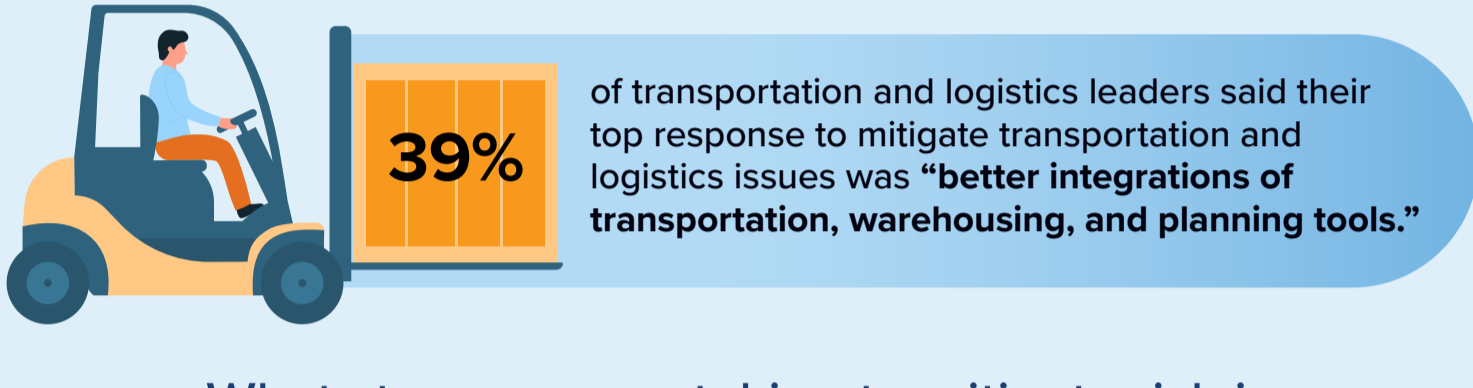 39%
of transportation and logistics leaders said their
top response to mitigate transportation and
logistics issues was “better integrations of
transportation, warehousing, and planning tools.”